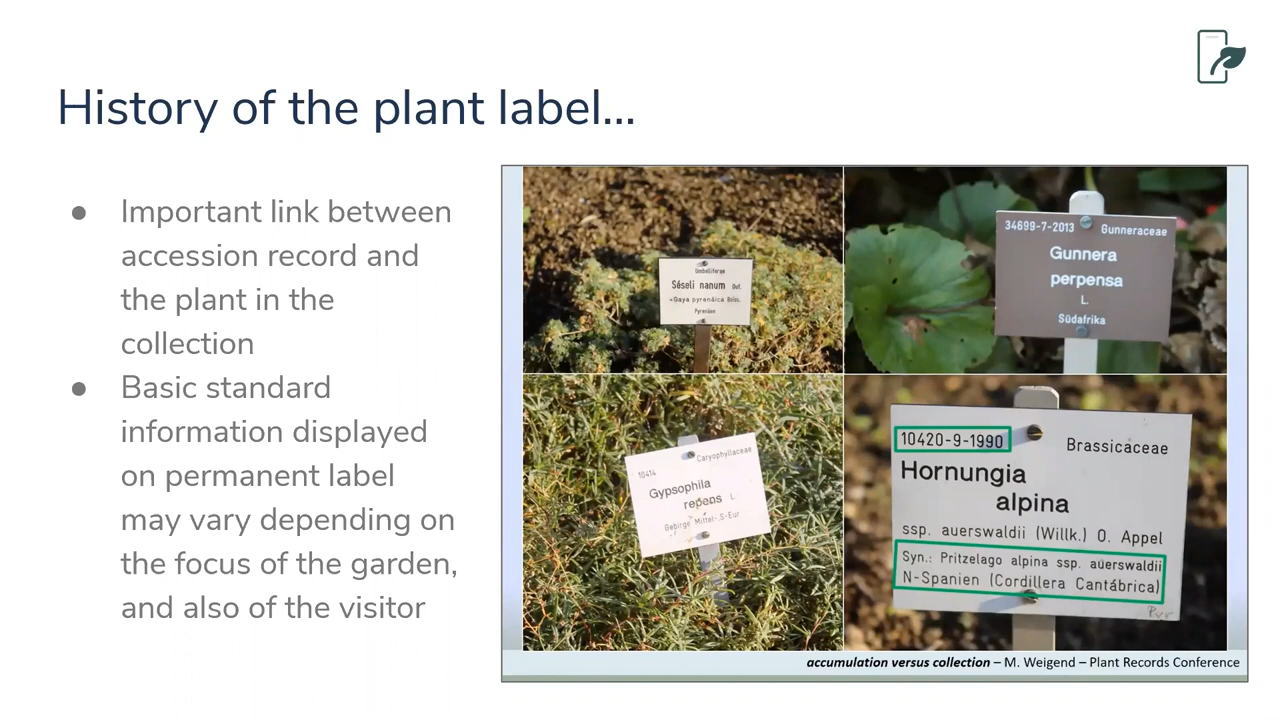 History of the plant label...
● Important link between
accession record and
the plant in the
collection
● Basic standard
information displayed
on permanent label
may vary depending on
the focus of the garden,
and also of the visitor
Umbelliferae
Séseli nanum Duf.
Gaya pyrenáica Boiss.
Pyrenäen
34699-7-2013 Gunneraceae
Gunnera
perpensa
L.
Südafrika
10414 Caryophyllaceae
Gypsophila
repens L.
Gebirge Mittel-,S-Eur
10420-9-1990 Brassicaceae
Hornungia
alpina
ssp. auerswaldii (Willk.) O. Appel
Syn.: Pritzelago alpina ssp. auerswaldii
N-Spanien (Cordillera Cantábrica)
accumulation versus collection – M. Weigend – Plant Records Conference